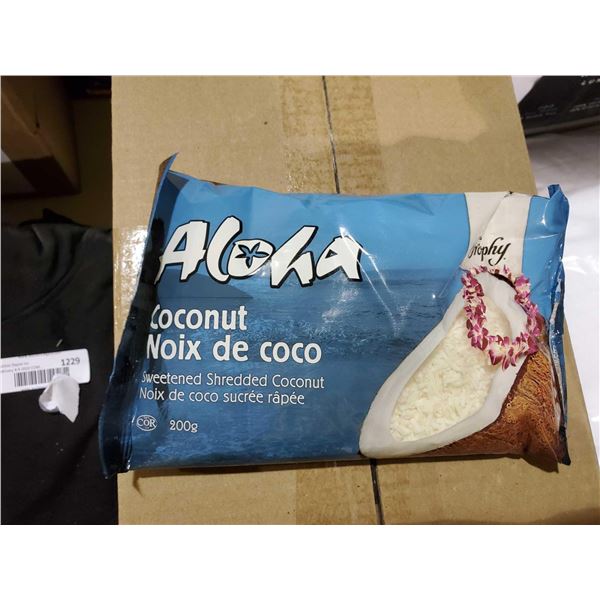 Aloha
Trophy
Coconut
Noix de coco
Sweetened Shredded Coconut
Noix de coco sucrée râpée
COR
200g
1229